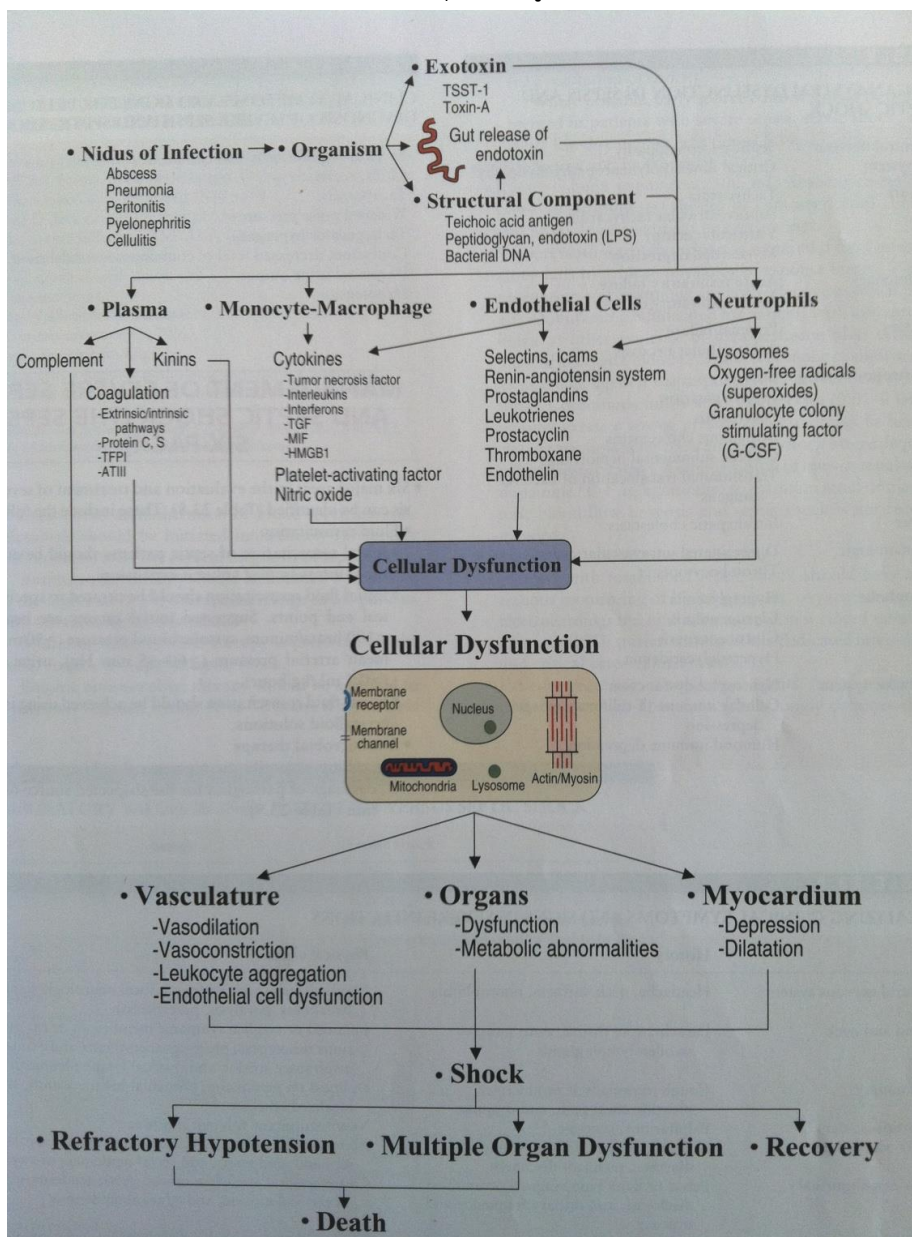 • Exotoxin
TSST-1
Toxin-A
Gut release of
endotoxin
• Nidus of Infection
• Organism
Abscess
Pneumonia
Peritonitis
Pyelonephritis
Cellulitis
• Structural Component
Teichoic acid antigen
Peptidoglycan, endotoxin (LPS)
Bacterial DNA
• Plasma
• Monocyte-Macrophage
• Endothelial Cells
• Neutrophils
Complement
Kinins
Coagulation
-Extrinsic/intrinsic
pathways
-Protein C, S
-TFPI
-ATIII
Cytokines
-Tumor necrosis factor
-Interleukins
-Interferons
-TGF
-MIF
-HMGB1
Platelet-activating factor
Nitric oxide
Selectins, icams
Renin-angiotensin system
Prostaglandins
Leukotrienes
Prostacyclin
Thromboxane
Endothelin
Lysosomes
Oxygen-free radicals
(superoxides)
Granulocyte colony
stimulating factor
(G-CSF)
Cellular Dysfunction
Cellular Dysfunction
Membrane
receptor
Membrane
channel
Nucleus
Mitochondria
Lysosome
Actin/Myosin
• Vasculature
-Vasodilation
-Vasoconstriction
-Leukocyte aggregation
-Endothelial cell dysfunction
• Organs
-Dysfunction
-Metabolic abnormalities
• Myocardium
-Depression
-Dilatation
• Shock
• Refractory Hypotension
• Multiple Organ Dysfunction
• Recovery
• Death